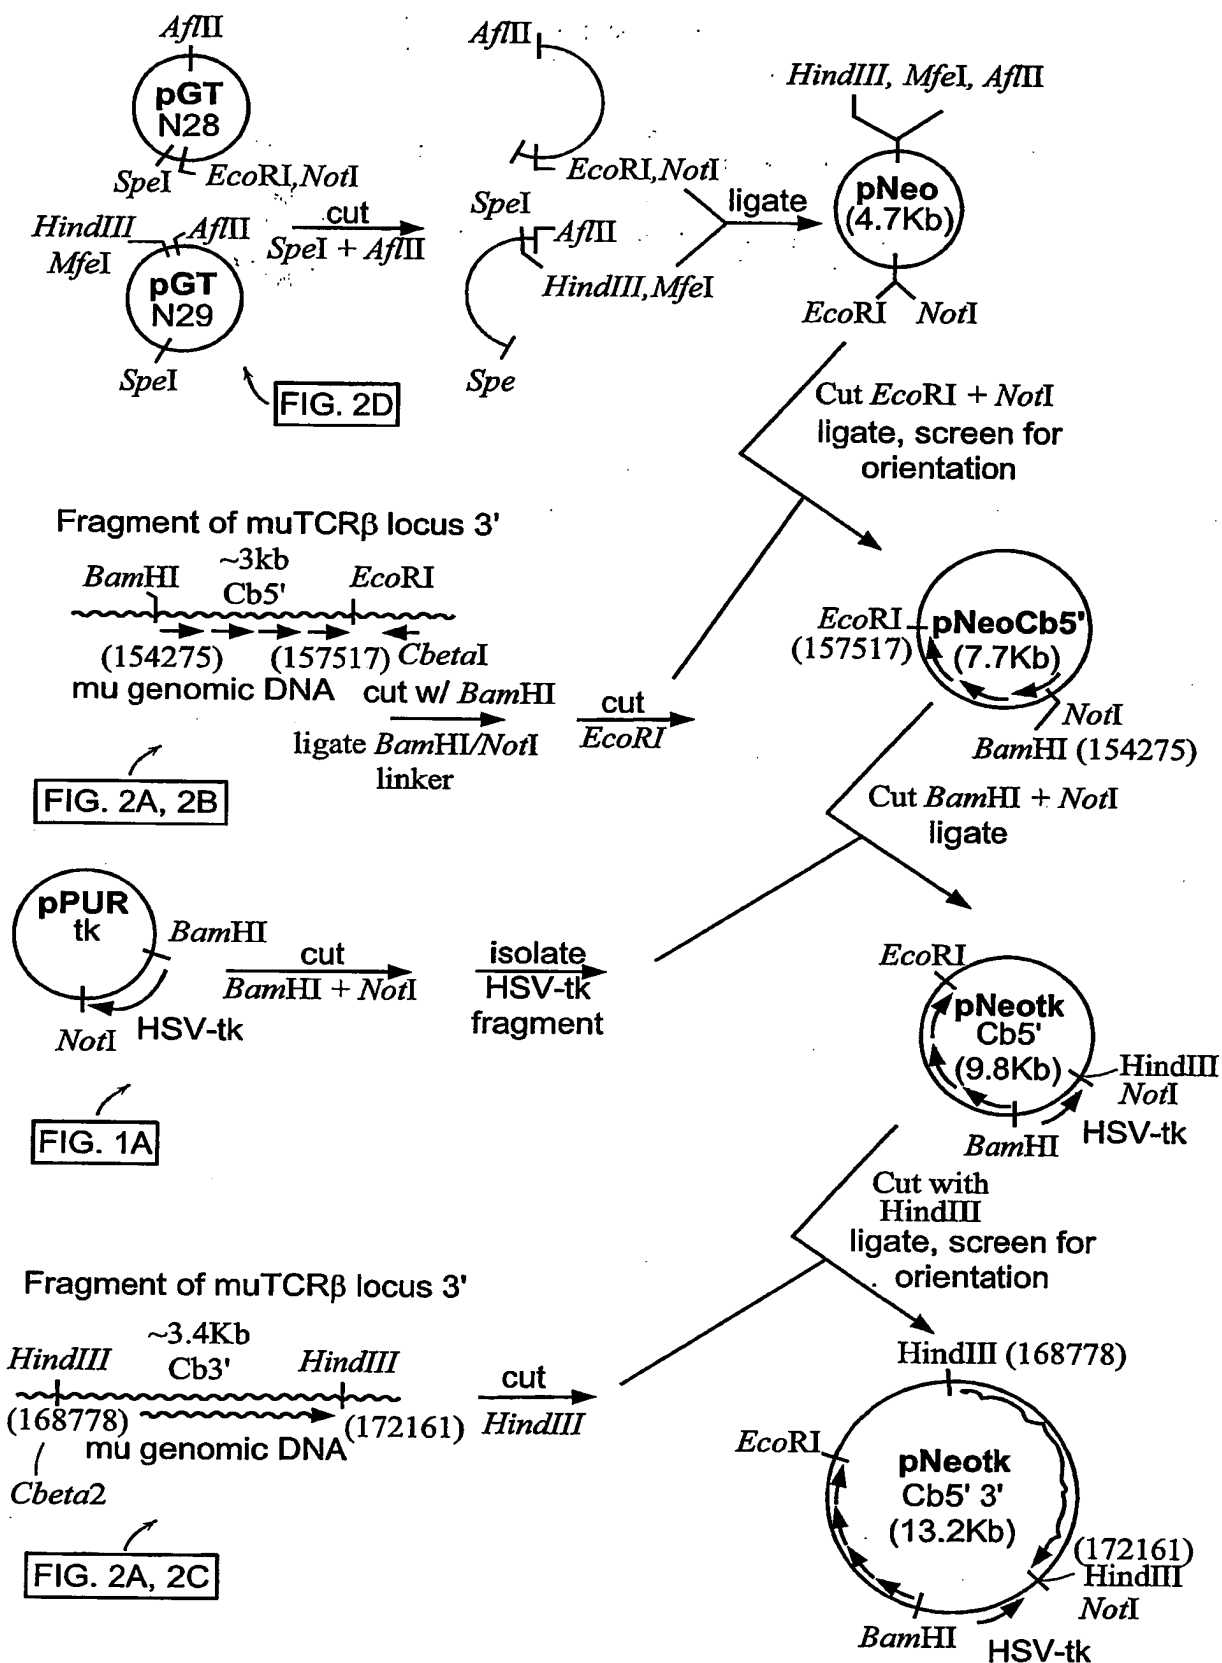 AflII
pGT
N28
SpeI
EcoRI,NotI
HindIII
AflII
MfeI
pGT
N29
SpeI
cut
SpeI + AflII
FIG. 2D
AflII
EcoRI,NotI
SpeI
AflII
HindIII,MfeI
Spe
ligate
HindIII, MfeI, AflII
pNeo
(4.7Kb)
EcoRI NotI
Cut EcoRI + NotI
ligate, screen for
orientation
Fragment of muTCRβ locus 3'
~3kb
BamHI Cb5' EcoRI
(154275) (157517) CbetaI
mu genomic DNA
cut w/ BamHI
ligate BamHI/NotI
linker
cut
EcoRI
FIG. 2A, 2B
EcoRI
(157517)
pNeoCb5'
(7.7Kb)
NotI
BamHI (154275)
Cut BamHI + NotI
ligate
pPUR
tk
BamHI
NotI
HSV-tk
cut
BamHI + NotI
isolate
HSV-tk
fragment
FIG. 1A
EcoRI
pNeotk
Cb5'
(9.8Kb)
HindIII
NotI
HSV-tk
BamHI
Cut with
HindIII
ligate, screen for
orientation
Fragment of muTCRβ locus 3'
~3.4Kb
HindIII Cb3' HindIII
(168778) (172161)
mu genomic DNA
Cbeta2
cut
HindIII
FIG. 2A, 2C
HindIII (168778)
EcoRI
pNeotk
Cb5' 3'
(13.2Kb)
(172161)
HindIII
NotI
BamHI
HSV-tk